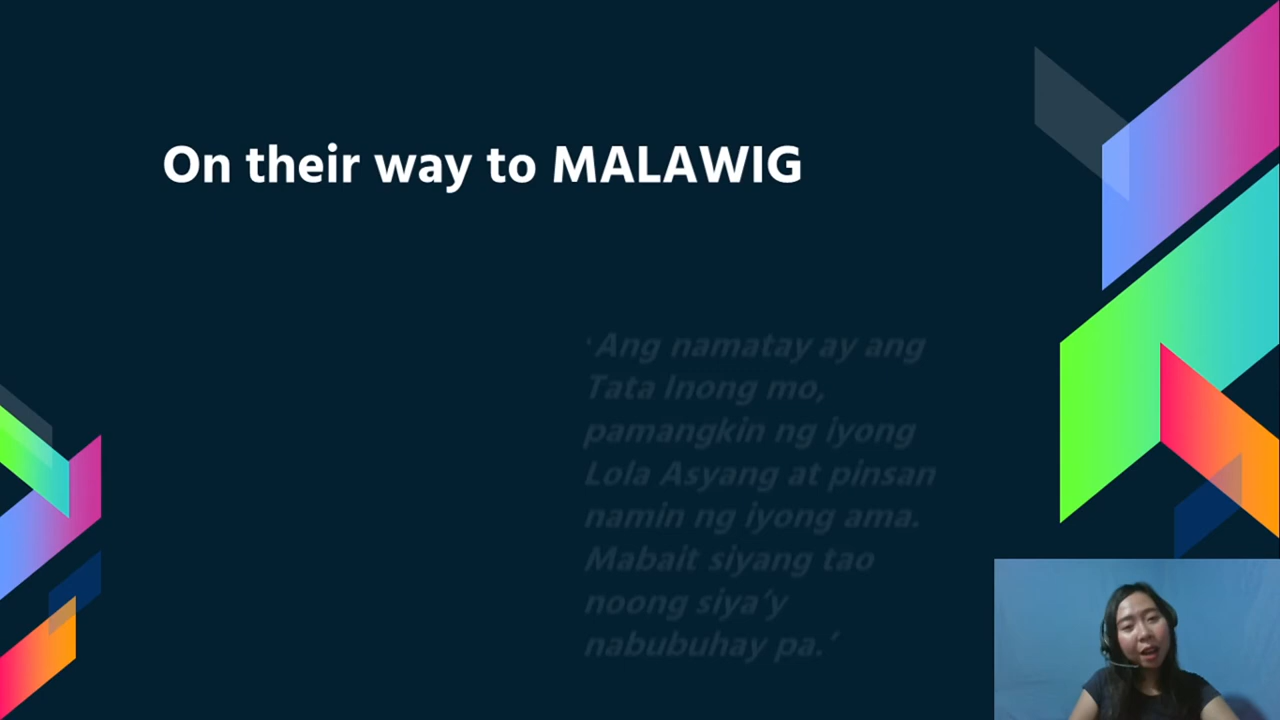 On their way to MALAWIG
‘Ang namatay ay ang
Tata Inong mo,
pamangkin ng iyong
Lola Asyang at pinsan
namin ng iyong ama.
Mabait siyang tao
noong siya’y
nabubuhay pa.’